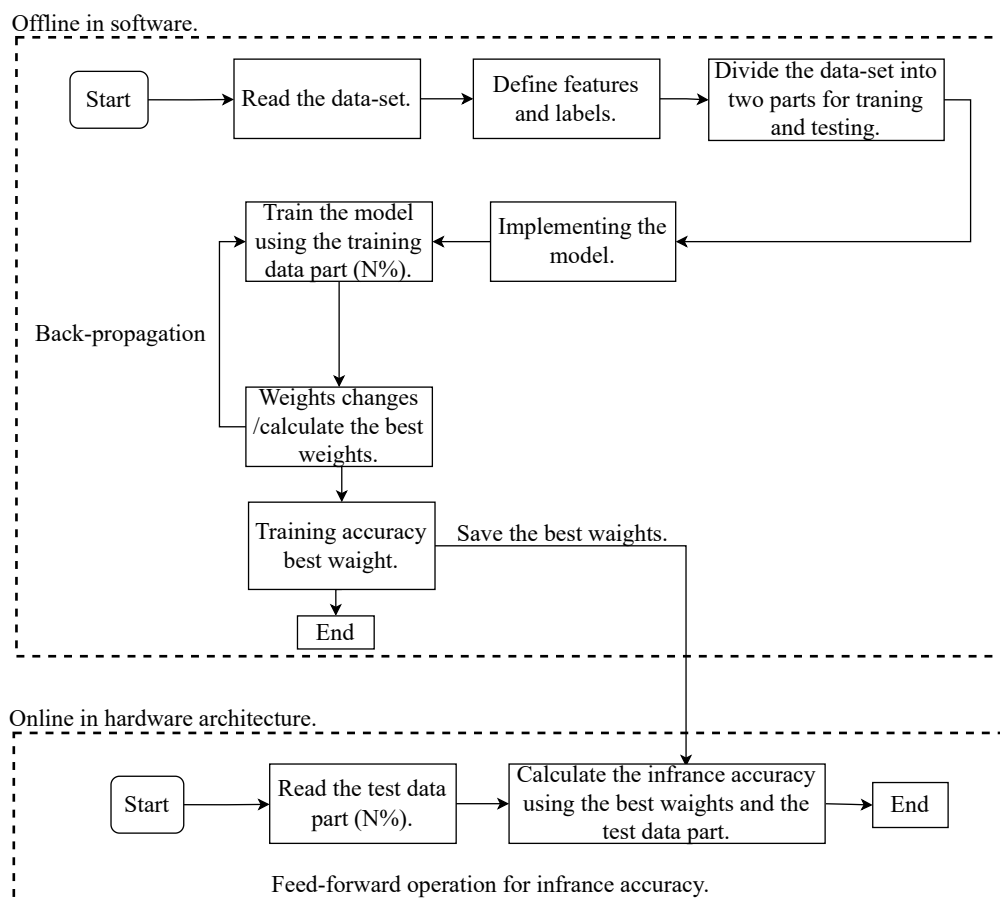 Offline in software.
Start
Read the data-set.
Define features
and labels.
Divide the data-set into
two parts for traning
and testing.
Train the model
using the training
data part (N%).
Implementing the
model.
Back-propagation
Weights changes
/calculate the best
weights.
Training accuracy
best waight.
Save the best waights.
End
Online in hardware architecture.
Start
Read the test data
part (N%).
Calculate the infrance accuracy
using the best waights and the
test data part.
End
Feed-forward operation for infrance accuracy.